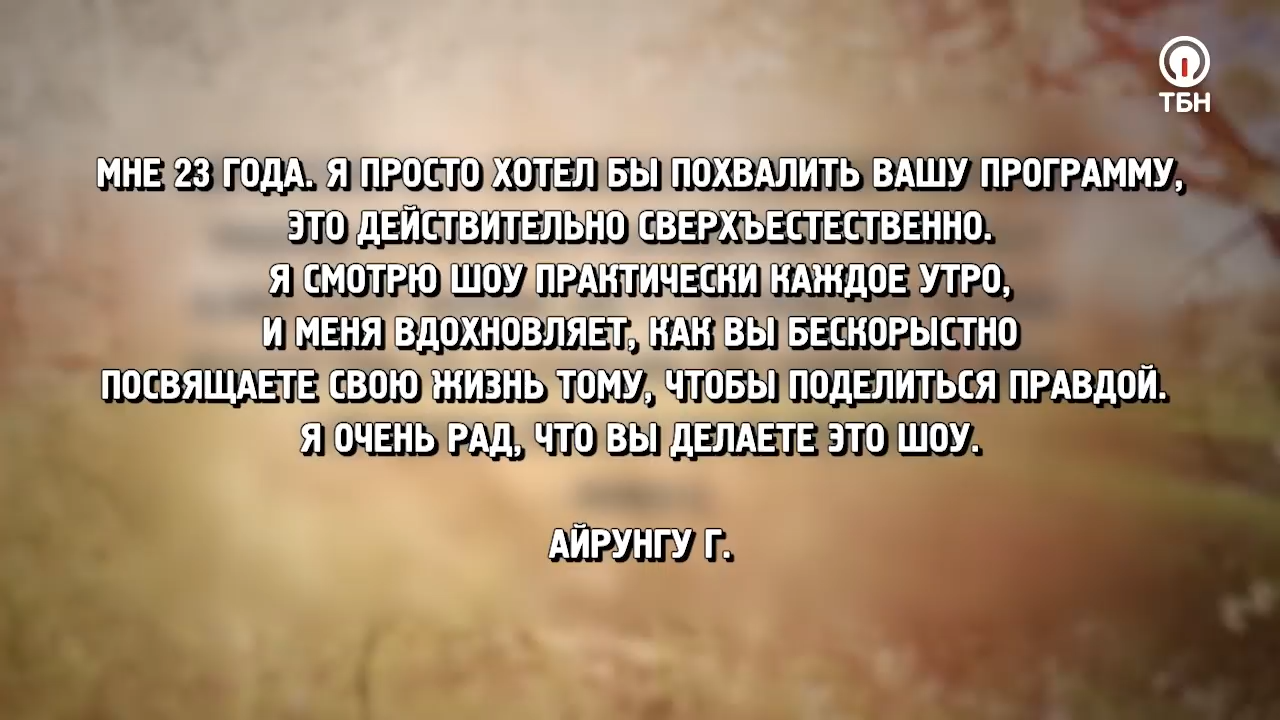 ТБН
МНЕ 23 ГОДА. Я ПРОСТО ХОТЕЛ БЫ ПОХВАЛИТЬ ВАШУ ПРОГРАММУ,
ЭТО ДЕЙСТВИТЕЛЬНО СВЕРХЪЕСТЕСТВЕННО.
Я СМОТРЮ ШОУ ПРАКТИЧЕСКИ КАЖДОЕ УТРО,
И МЕНЯ ВДОХНОВЛЯЕТ, КАК ВЫ БЕСКОРЫСТНО
ПОСВЯЩАЕТЕ СВОЮ ЖИЗНЬ ТОМУ, ЧТОБЫ ПОДЕЛИТЬСЯ ПРАВДОЙ.
Я ОЧЕНЬ РАД, ЧТО ВЫ ДЕЛАЕТЕ ЭТО ШОУ.
АЙРУНГУ Г.